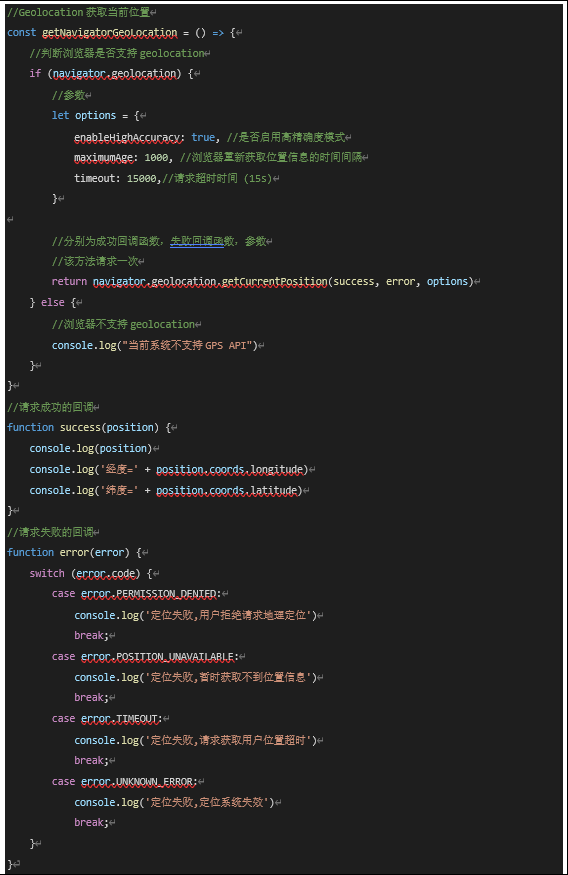 //Geolocation 获取当前位置
const getNavigatorGeoLocation = () => {
//判断浏览器是否支持 geolocation
if (navigator.geolocation) {
//参数
let options = {
enableHighAccuracy: true, //是否启用高精确度模式
maximumAge: 1000, //浏览器重新获取位置信息的时间间隔
timeout: 15000,//请求超时时间（15s）
}
//分别为成功回调函数，失败回调函数，参数
//该方法请求一次
return navigator.geolocation.getCurrentPosition(success, error, options)
} else {
//浏览器不支持 geolocation
console.log("当前系统不支持 GPS API")
}
}
//请求成功的回调
function success(position) {
console.log(position)
console.log('经度=' + position.coords.longitude)
console.log('纬度=' + position.coords.latitude)
}
//请求失败的回调
function error(error) {
switch (error.code) {
case error.PERMISSION_DENIED:
console.log('定位失败,用户拒绝请求地理定位')
break;
case error.POSITION_UNAVAILABLE:
console.log('定位失败,暂时获取不到位置信息')
break;
case error.TIMEOUT:
console.log('定位失败,请求获取用户位置超时')
break;
case error.UNKNOWN_ERROR:
console.log('定位失败,定位系统失效')
break;
}
}